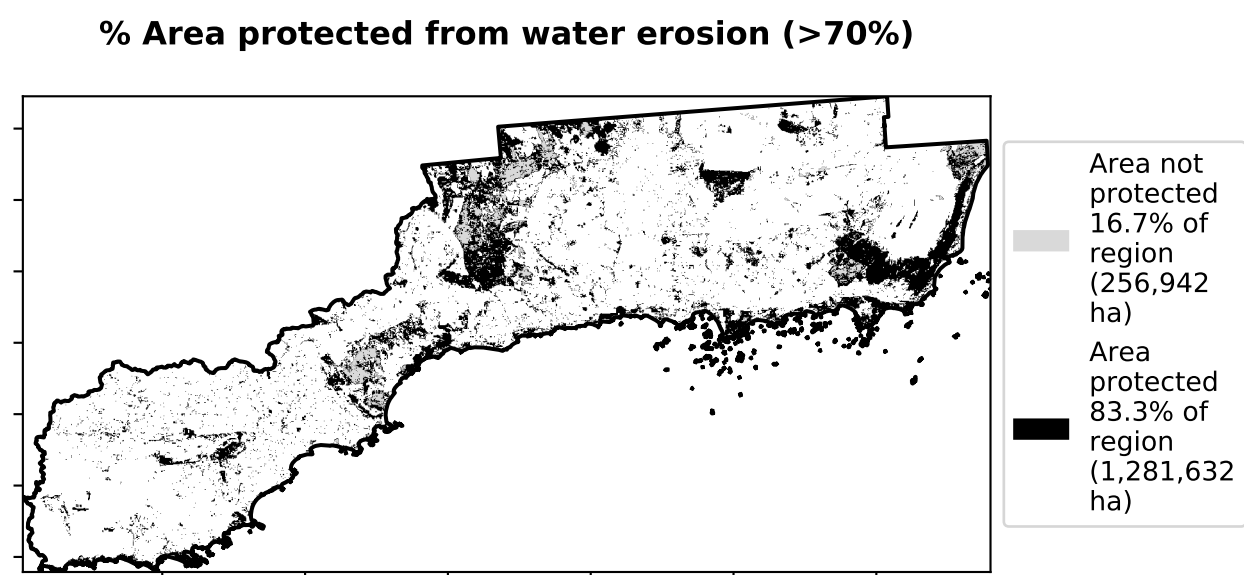 % Area protected from water erosion (>70%)
Area not
protected
16.7% of
region
(256,942
ha)
Area
protected
83.3% of
region
(1,281,632
ha)